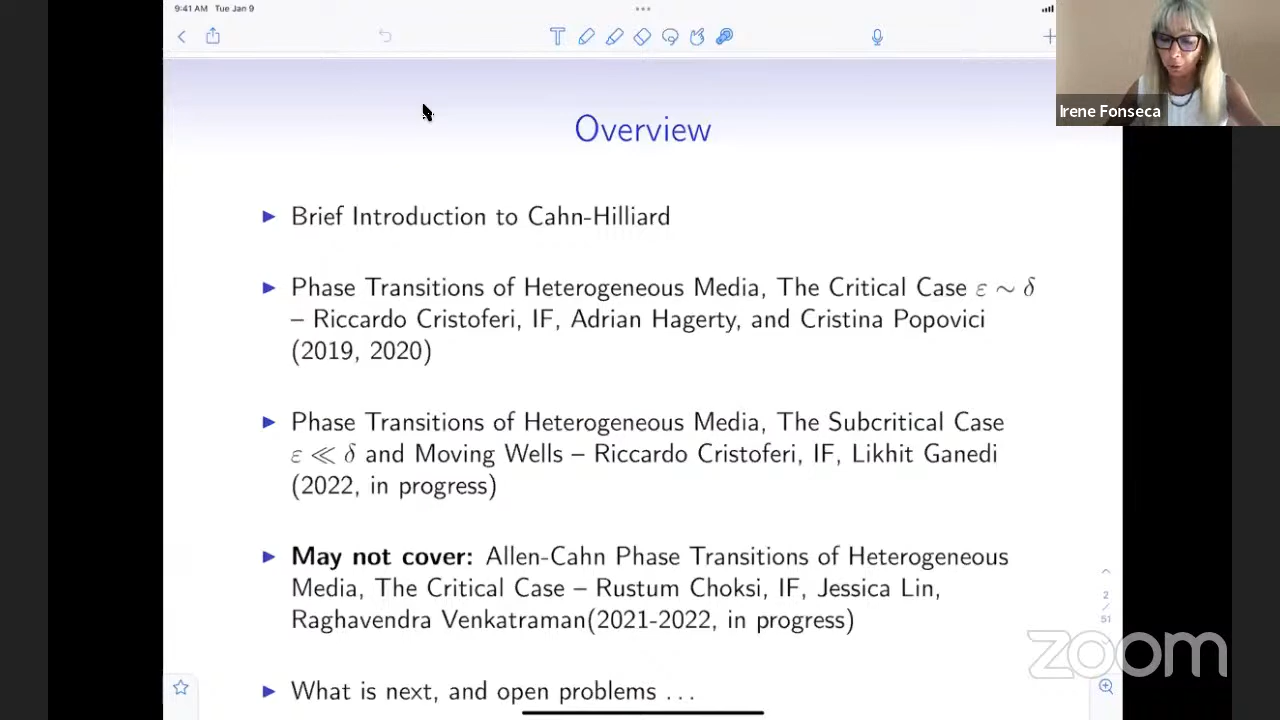 9:41 AM Tue Jan 9
Irene Fonseca
Overview
▶ Brief Introduction to Cahn-Hilliard
▶ Phase Transitions of Heterogeneous Media, The Critical Case ε ∼ δ
– Riccardo Cristoferi, IF, Adrian Hagerty, and Cristina Popovici
(2019, 2020)
▶ Phase Transitions of Heterogeneous Media, The Subcritical Case
ε ≪ δ and Moving Wells – Riccardo Cristoferi, IF, Likhit Ganedi
(2022, in progress)
▶ May not cover: Allen-Cahn Phase Transitions of Heterogeneous
Media, The Critical Case – Rustum Choksi, IF, Jessica Lin,
Raghavendra Venkatraman(2021-2022, in progress)
▶ What is next, and open problems . . .
2
/
51
zoom